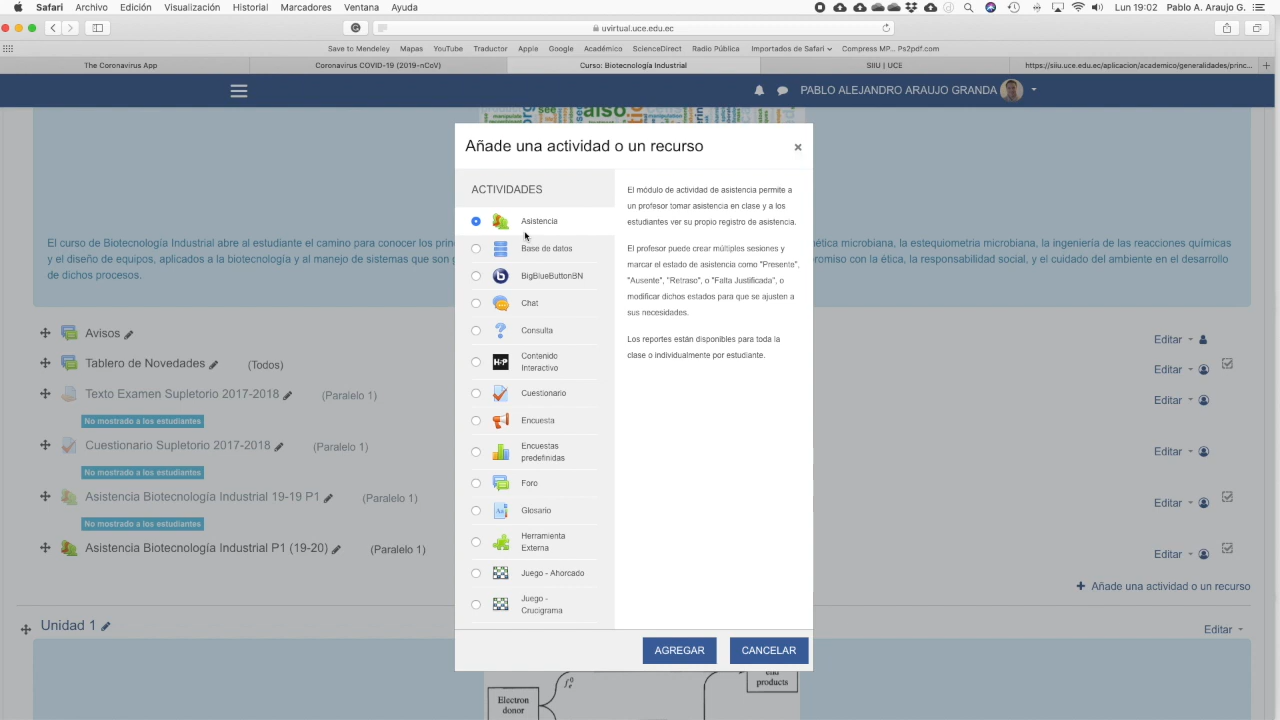 Safari Archivo Edición Visualización Historial Marcadores Ventana Ayuda
Lun 19:02 Pablo A. Araujo G.
uvirtual.uce.edu.ec
Save to Mendeley Mapas YouTube Traductor Apple Google Académico ScienceDirect Radio Pública Importados de Safari Compress MP... Ps2pdf.com
The Coronavirus App
Coronavirus COVID-19 (2019-nCoV)
Curso: Biotecnología Industrial
SIIU | UCE
https://siiu.uce.edu.ec/aplicacion/academico/generalidades/princ...
PABLO ALEJANDRO ARAUJO GRANDA
see also
Añade una actividad o un recurso
×
ACTIVIDADES
Asistencia
Base de datos
BigBlueButtonBN
Chat
Consulta
Contenido
Interactivo
Cuestionario
Encuesta
Encuestas
predefinidas
Foro
Glosario
Herramienta
Externa
Juego - Ahorcado
Juego -
Crucigrama
El módulo de actividad de asistencia permite a
un profesor tomar asistencia en clase y a los
estudiantes ver su propio registro de asistencia.
El profesor puede crear múltiples sesiones y
marcar el estado de asistencia como "Presente",
"Ausente", "Retraso", o "Falta Justificada", o
modificar dichos estados para que se ajusten a
sus necesidades.
Los reportes están disponibles para toda la
clase o individualmente por estudiante.
AGREGAR
CANCELAR
El curso de Biotecnología Industrial abre al estudiante el camino para conocer los prin
ética microbiana, la estequiometria microbiana, la ingeniería de las reacciones químicas
y el diseño de equipos, aplicados a la biotecnología y al manejo de sistemas que son
promiso con la ética, la responsabilidad social, y el cuidado del ambiente en el desarrollo
de dichos procesos.
Avisos
Editar
Tablero de Novedades (Todos)
Editar
Texto Examen Supletorio 2017-2018 (Paralelo 1)
Editar
No mostrado a los estudiantes
Cuestionario Supletorio 2017-2018 (Paralelo 1)
Editar
No mostrado a los estudiantes
Asistencia Biotecnología Industrial 19-19 P1 (Paralelo 1)
Editar
No mostrado a los estudiantes
Asistencia Biotecnología Industrial P1 (19-20) (Paralelo 1)
Editar
+ Añade una actividad o un recurso
Unidad 1
Editar
Electron
donor
end
products